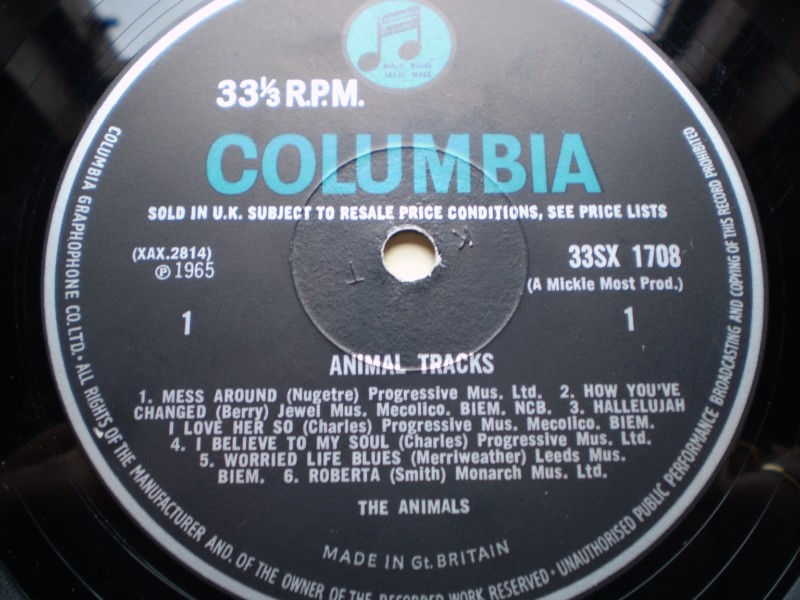 Columbia
MAGIC NOTES
TRADE MARK
33⅓ R.P.M.
COLUMBIA
SOLD IN U.K. SUBJECT TO RESALE PRICE CONDITIONS, SEE PRICE LISTS
(XAX.2814)
℗ 1965
33SX 1708
(A Mickie Most Prod.)
1
1
K
T
ANIMAL TRACKS
1. MESS AROUND (Nugetre) Progressive Mus. Ltd. 2. HOW YOU'VE
CHANGED (Berry) Jewel Mus. Mecolico. BIEM. NCB. 3. HALLELUJAH
I LOVE HER SO (Charles) Progressive Mus. Mecolico. BIEM.
4. I BELIEVE TO MY SOUL (Charles) Progressive Mus. Ltd.
5. WORRIED LIFE BLUES (Merriweather) Leeds Mus.
BIEM. 6. ROBERTA (Smith) Monarch Mus. Ltd.
THE ANIMALS
MADE IN Gt. BRITAIN
COLUMBIA GRAPHOPHONE CO. LTD. · ALL RIGHTS OF THE MANUFACTURER AND. OF THE OWNER OF THE RECORDED WORK RESERVED · UNAUTHORISED PUBLIC PERFORMANCE BROADCASTING AND COPYING OF THIS RECORD PROHIBITED